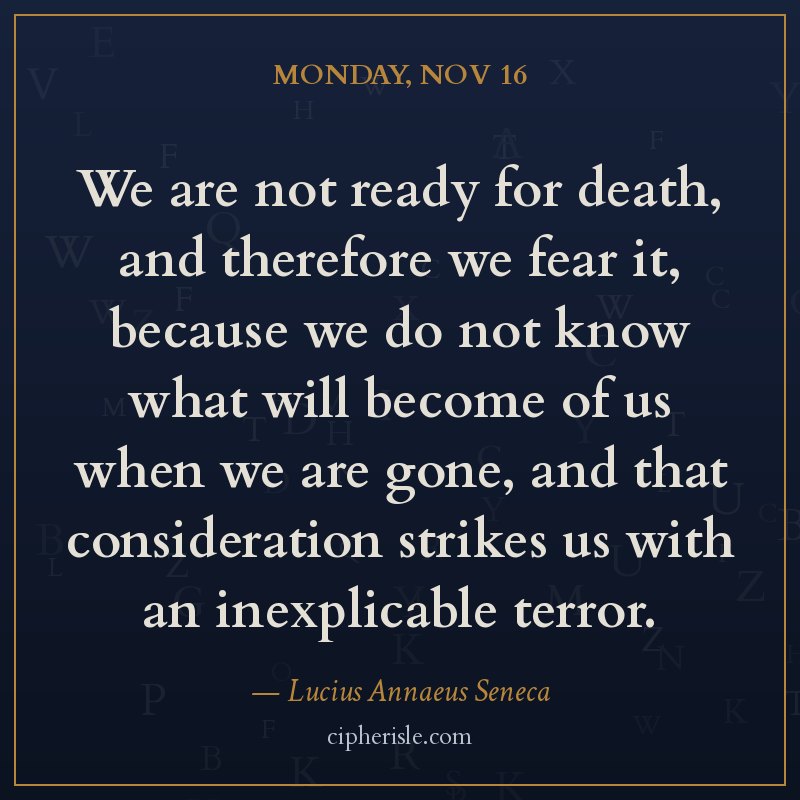 MONDAY, NOV 16
We are not ready for death,
and therefore we fear it,
because we do not know
what will become of us
when we are gone, and that
consideration strikes us with
an inexplicable terror.
— Lucius Annaeus Seneca
cipherisle.com